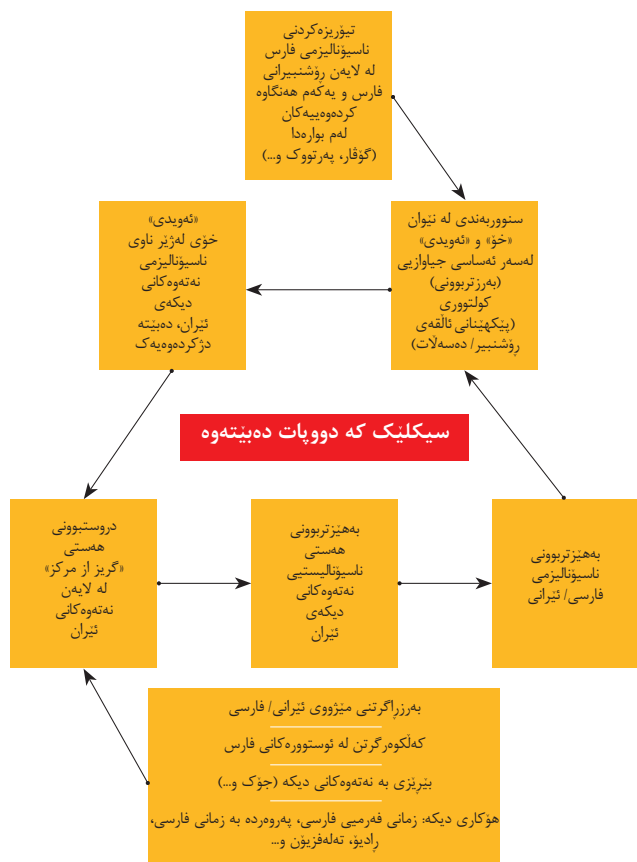 تیۆریزەکردنی
ناسیۆنالیزمی فارس
لە لایەن ڕۆشنبیرانی
فارس و یەکەم هەنگاوە
کردەوەییەکان
لەم بوارەدا
(گۆڤار، پەرتووک و...)
سنووربەندی لە نێوان
«خۆ» و «ئەویدی»
لەسەر ئەساسی جیاوازیی
(بەرزتربوونی)
کولتووری
(پێکهێنانی ئاڵقەی
ڕۆشنبیر/ دەسەڵات)
«ئەویدی»
خۆی لەژێر ناوی
ناسیۆنالیزمی
نەتەوەکانی
دیکەی
ئێران، دەبێتە
دژکردەوەیەک
سیکلێک کە دووپات دەبێتەوە
دروستبوونی
هەستی
«گریز از مرکز»
لە لایەن
نەتەوەکانی
ئێران
بەهێزتربوونی
هەستی
ناسیۆنالیستیی
نەتەوەکانی
دیکەی
ئێران
بەهێزتربوونی
ناسیۆنالیزمی
فارسی/ ئێرانی
بەرزڕاگرتنی مێژووی ئێرانی/ فارسی
کەڵکوەرگرتن لە ئوستوورەکانی فارس
بێڕێزی بە نەتەوەکانی دیکە (جۆک و...)
هۆکاری دیکە: زمانی فەرمیی فارسی، پەروەردە بە زمانی فارسی،
ڕادیۆ، تەلەفزیۆن و...